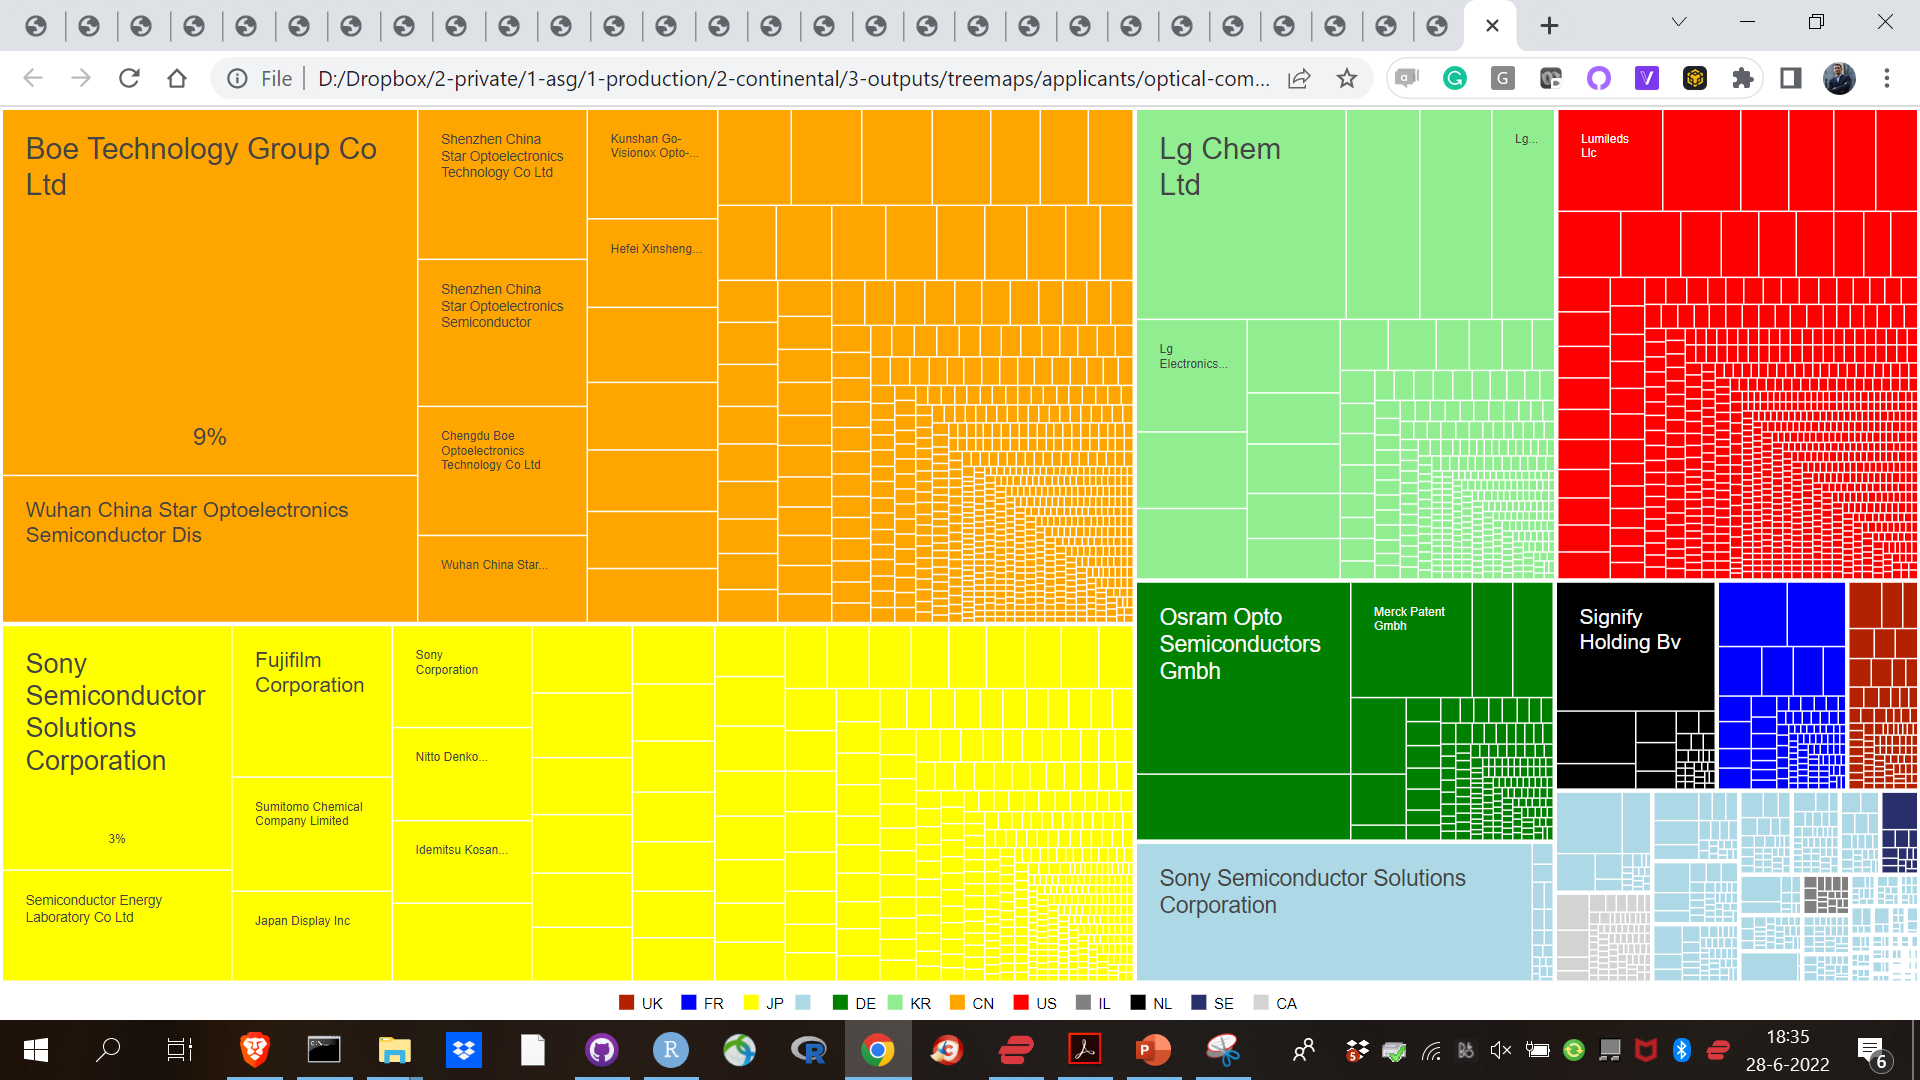 File
D:/Dropbox/2-private/1-asg/1-production/2-continental/3-outputs/treemaps/applicants/optical-com...
Boe Technology Group Co
Ltd
9%
Wuhan China Star Optoelectronics
Semiconductor Dis
Shenzhen China
Star Optoelectronics
Technology Co Ltd
Shenzhen China
Star Optoelectronics
Semiconductor
Chengdu Boe
Optoelectronics
Technology Co Ltd
Wuhan China Star...
Kunshan Go-
Visionox Opto-...
Hefei Xinsheng...
Lg Chem
Ltd
Lg...
Lg
Electronics...
Lumileds
Llc
Sony
Semiconductor
Solutions
Corporation
3%
Semiconductor Energy
Laboratory Co Ltd
Fujifilm
Corporation
Sumitomo Chemical
Company Limited
Japan Display Inc
Sony
Corporation
Nitto Denko...
Idemitsu Kosan...
Osram Opto
Semiconductors
Gmbh
Merck Patent
Gmbh
Signify
Holding Bv
Sony Semiconductor Solutions
Corporation
UK FR JP DE KR CN US IL NL SE CA
18:35
28-6-2022
6